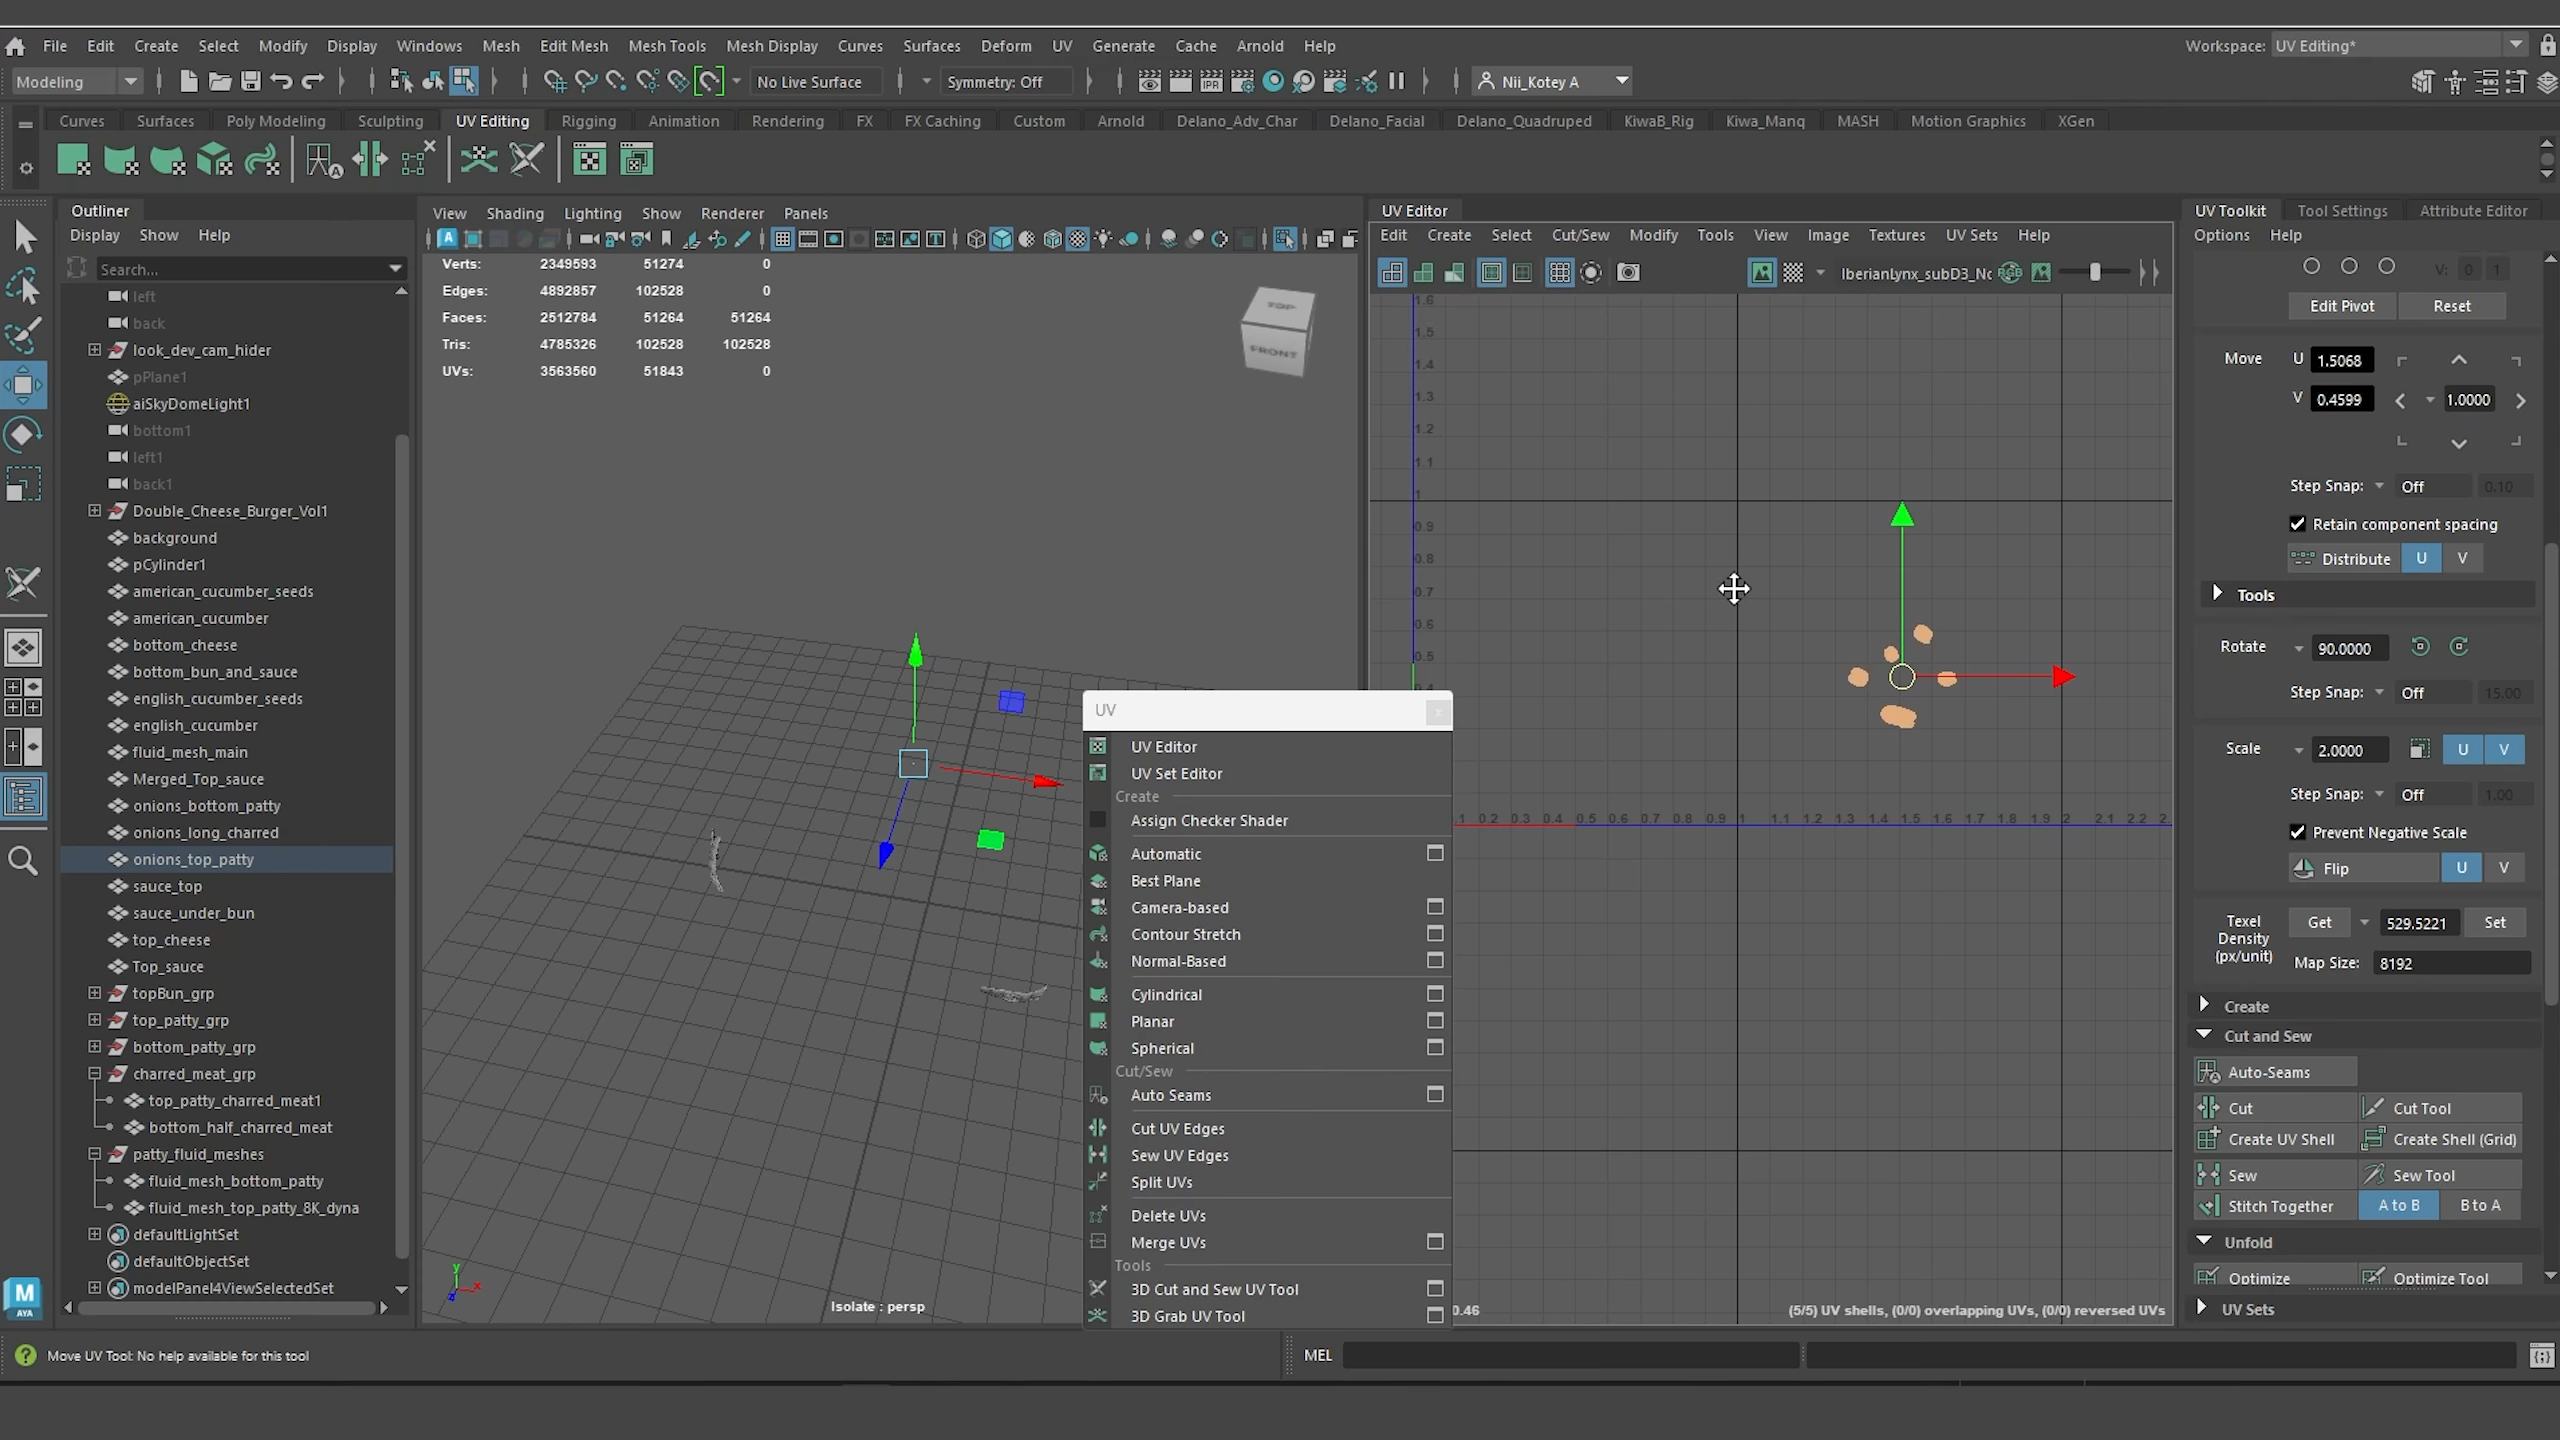 File Edit Create Select Modify Display Windows Mesh Edit Mesh Mesh Tools Mesh Display Curves Surfaces Deform UV Generate Cache Arnold Help Workspace: UV Editing*
Modeling No Live Surface Symmetry: Off IPR Nii_Kotey A
Curves Surfaces Poly Modeling Sculpting UV Editing Rigging Animation Rendering FX FX Caching Custom Arnold Delano_Adv_Char Delano_Facial Delano_Quadruped KiwaB_Rig Kiwa_Manq MASH Motion Graphics XGen
Outliner
Display Show Help
Search...
left
back
look_dev_cam_hider
pPlane1
aiSkyDomeLight1
bottom1
left1
back1
Double_Cheese_Burger_Vol1
background
pCylinder1
american_cucumber_seeds
american_cucumber
bottom_cheese
bottom_bun_and_sauce
english_cucumber_seeds
english_cucumber
fluid_mesh_main
Merged_Top_sauce
onions_bottom_patty
onions_long_charred
onions_top_patty
sauce_top
sauce_under_bun
top_cheese
Top_sauce
topBun_grp
top_patty_grp
bottom_patty_grp
charred_meat_grp
top_patty_charred_meat1
bottom_half_charred_meat
patty_fluid_meshes
fluid_mesh_bottom_patty
fluid_mesh_top_patty_8K_dyna
defaultLightSet
defaultObjectSet
modelPanel4ViewSelectedSet
View Shading Lighting Show Renderer Panels
Verts: 2349593 51274 0
Edges: 4892857 102528 0
Faces: 2512784 51264 51264
Tris: 4785326 102528 102528
UVs: 3563560 51843 0
TOP
FRONT
y
x
z
Isolate : persp
UV
UV Editor
UV Set Editor
Create
Assign Checker Shader
Automatic
Best Plane
Camera-based
Contour Stretch
Normal-Based
Cylindrical
Planar
Spherical
Cut/Sew
Auto Seams
Cut UV Edges
Sew UV Edges
Split UVs
Delete UVs
Merge UVs
Tools
3D Cut and Sew UV Tool
3D Grab UV Tool
UV Editor
Edit Create Select Cut/Sew Modify Tools View Image Textures UV Sets Help
IberianLynx_subD3_Nc RGB
1.6
1.5
1.4
1.3
1.2
1.1
1
0.9
0.8
0.7
0.6
0.5
0.4
.1 0.2 0.3 0.4 0.5 0.6 0.7 0.8 0.9 1 1.1 1.2 1.3 1.4 1.5 1.6 1.7 1.8 1.9 2 2.1 2.2 2.
0.46
(5/5) UV shells, (0/0) overlapping UVs, (0/0) reversed UVs
UV Toolkit Tool Settings Attribute Editor
Options Help
V: 0 1
Edit Pivot Reset
Move U 1.5068
V 0.4599 1.0000
Step Snap: Off 0.10
Retain component spacing
Distribute U V
Tools
Rotate 90.0000
Step Snap: Off 15.00
Scale 2.0000 U V
Step Snap: Off 1.00
Prevent Negative Scale
Flip U V
Texel Density (px/unit) Get 529.5221 Set
Map Size: 8192
Create
Cut and Sew
Auto-Seams
Cut Cut Tool
Create UV Shell Create Shell (Grid)
Sew Sew Tool
Stitch Together A to B B to A
Unfold
Optimize Optimize Tool
UV Sets
M
AYA
Move UV Tool: No help available for this tool
MEL